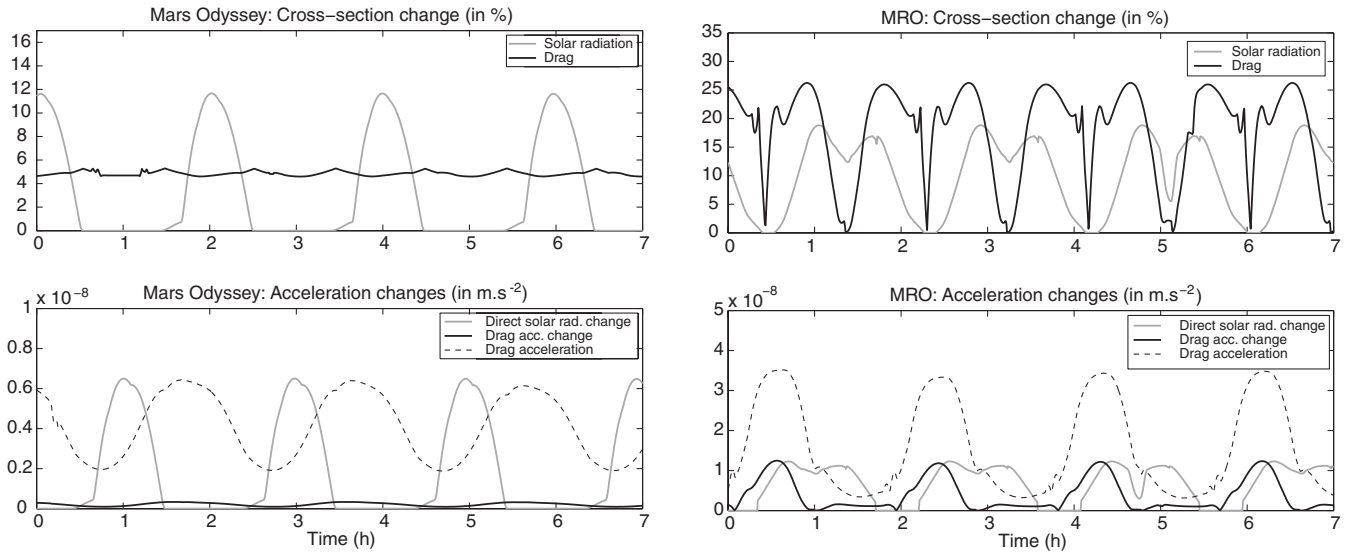 Mars Odyssey: Cross−section change (in %)
16
14
12
10
8
6
4
2
0
Solar radiation
Drag
0 1 2 3 4 5 6 7
MRO: Cross−section change (in %)
35
30
25
20
15
10
5
0
Solar radiation
Drag
0 1 2 3 4 5 6 7
Mars Odyssey: Acceleration changes (in m.s-2)
1 x 10−8
0.8
0.6
0.4
0.2
0
Direct solar rad. change
Drag acc. change
Drag acceleration
0 1 2 3 4 5 6 7
Time (h)
MRO: Acceleration changes (in m.s−2)
5 x 10−8
4
3
2
1
0
Direct solar rad. change
Drag acc. change
Drag acceleration
0 1 2 3 4 5 6 7
Time (h)